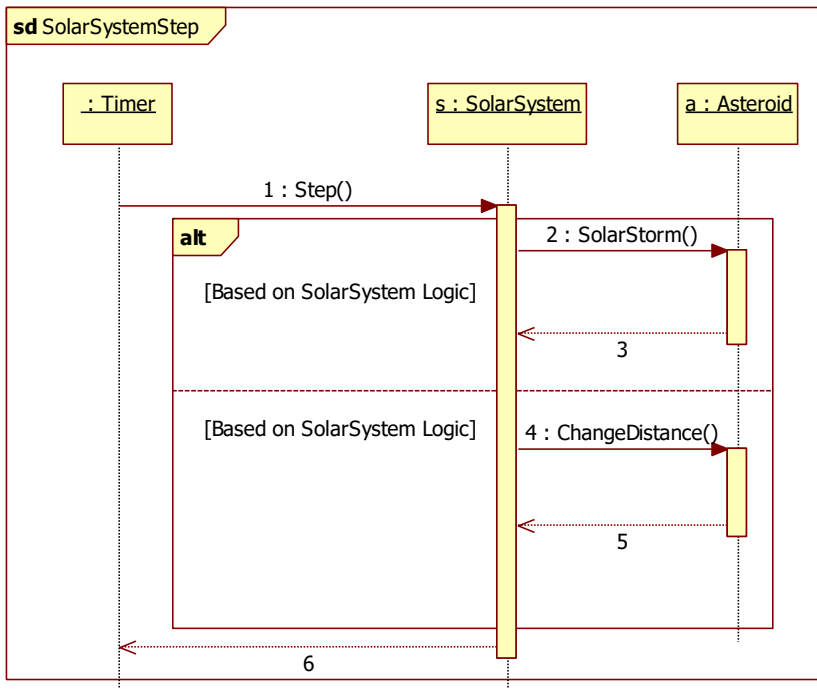 sd SolarSystemStep
: Timer
s : SolarSystem
a : Asteroid
1 : Step()
alt
2 : SolarStorm()
[Based on SolarSystem Logic]
3
[Based on SolarSystem Logic]
4 : ChangeDistance()
5
6